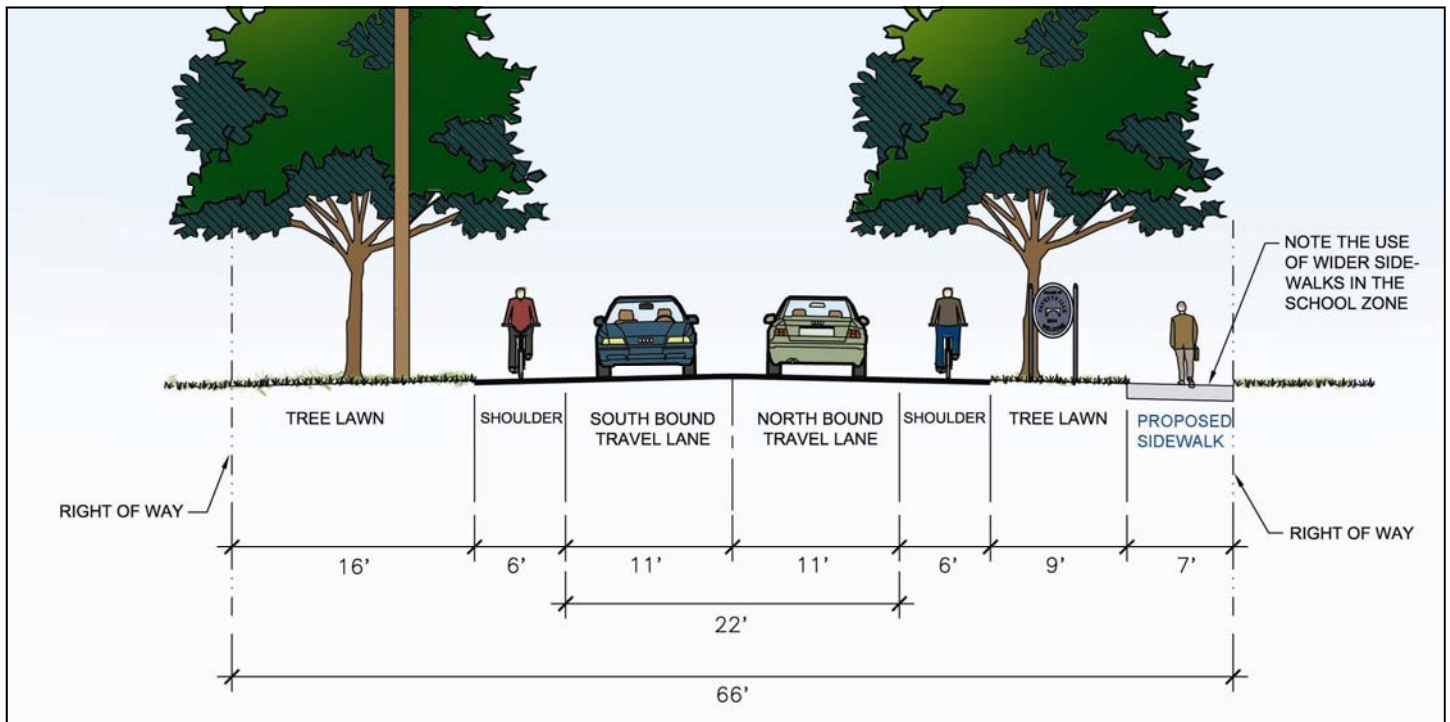 NOTE THE USE
OF WIDER SIDE-
WALKS IN THE
SCHOOL ZONE
TREE LAWN
SHOULDER
SOUTH BOUND
TRAVEL LANE
NORTH BOUND
TRAVEL LANE
SHOULDER
TREE LAWN
PROPOSED
SIDEWALK
RIGHT OF WAY
RIGHT OF WAY
16'
6'
11'
11'
6'
9'
7'
22'
66'